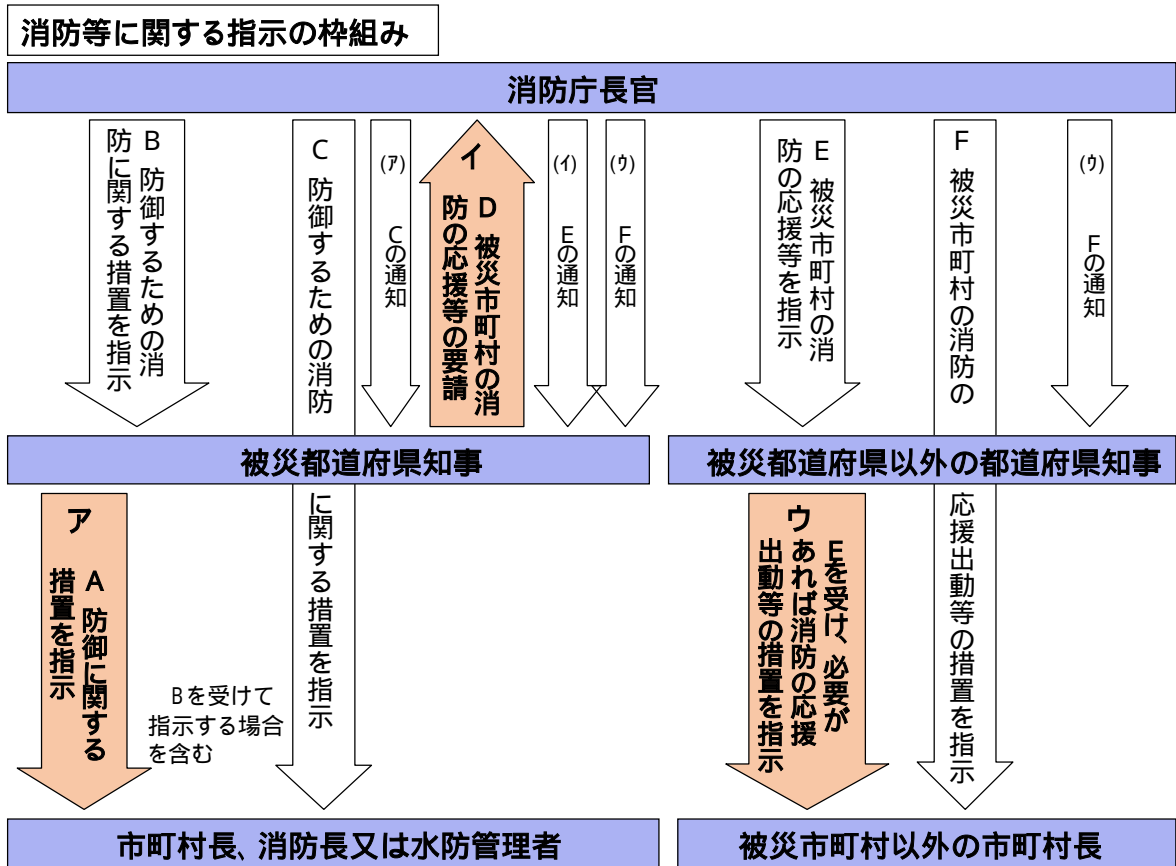 消防等に関する指示の枠組み
消防庁長官
B 防御するための消
防に関する措置を指示
C 防御するための消防
(ｱ)
Cの通知
イ
D 被災市町村の消
防の応援等の要請
(ｲ)
Eの通知
(ｳ)
Fの通知
E 被災市町村の消
防の応援等を指示
F 被災市町村の消防の
(ｳ)
Fの通知
被災都道府県知事
被災都道府県以外の都道府県知事
ア
A 防御に関する
措置を指示
Bを受けて
指示する場合
を含む
に関する措置を指示
ウ
Eを受け、必要が
あれば消防の応援
出動等の措置を指示
応援出動等の措置を指示
市町村長、消防長又は水防管理者
被災市町村以外の市町村長